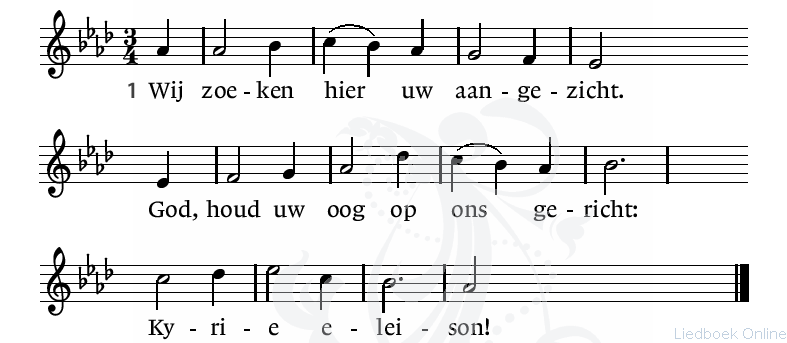 1 Wij zoe - ken hier uw aan - ge - zicht.
God, houd uw oog op ons ge - richt:
Ky - ri - e e - lei - son!
Liedboek Online